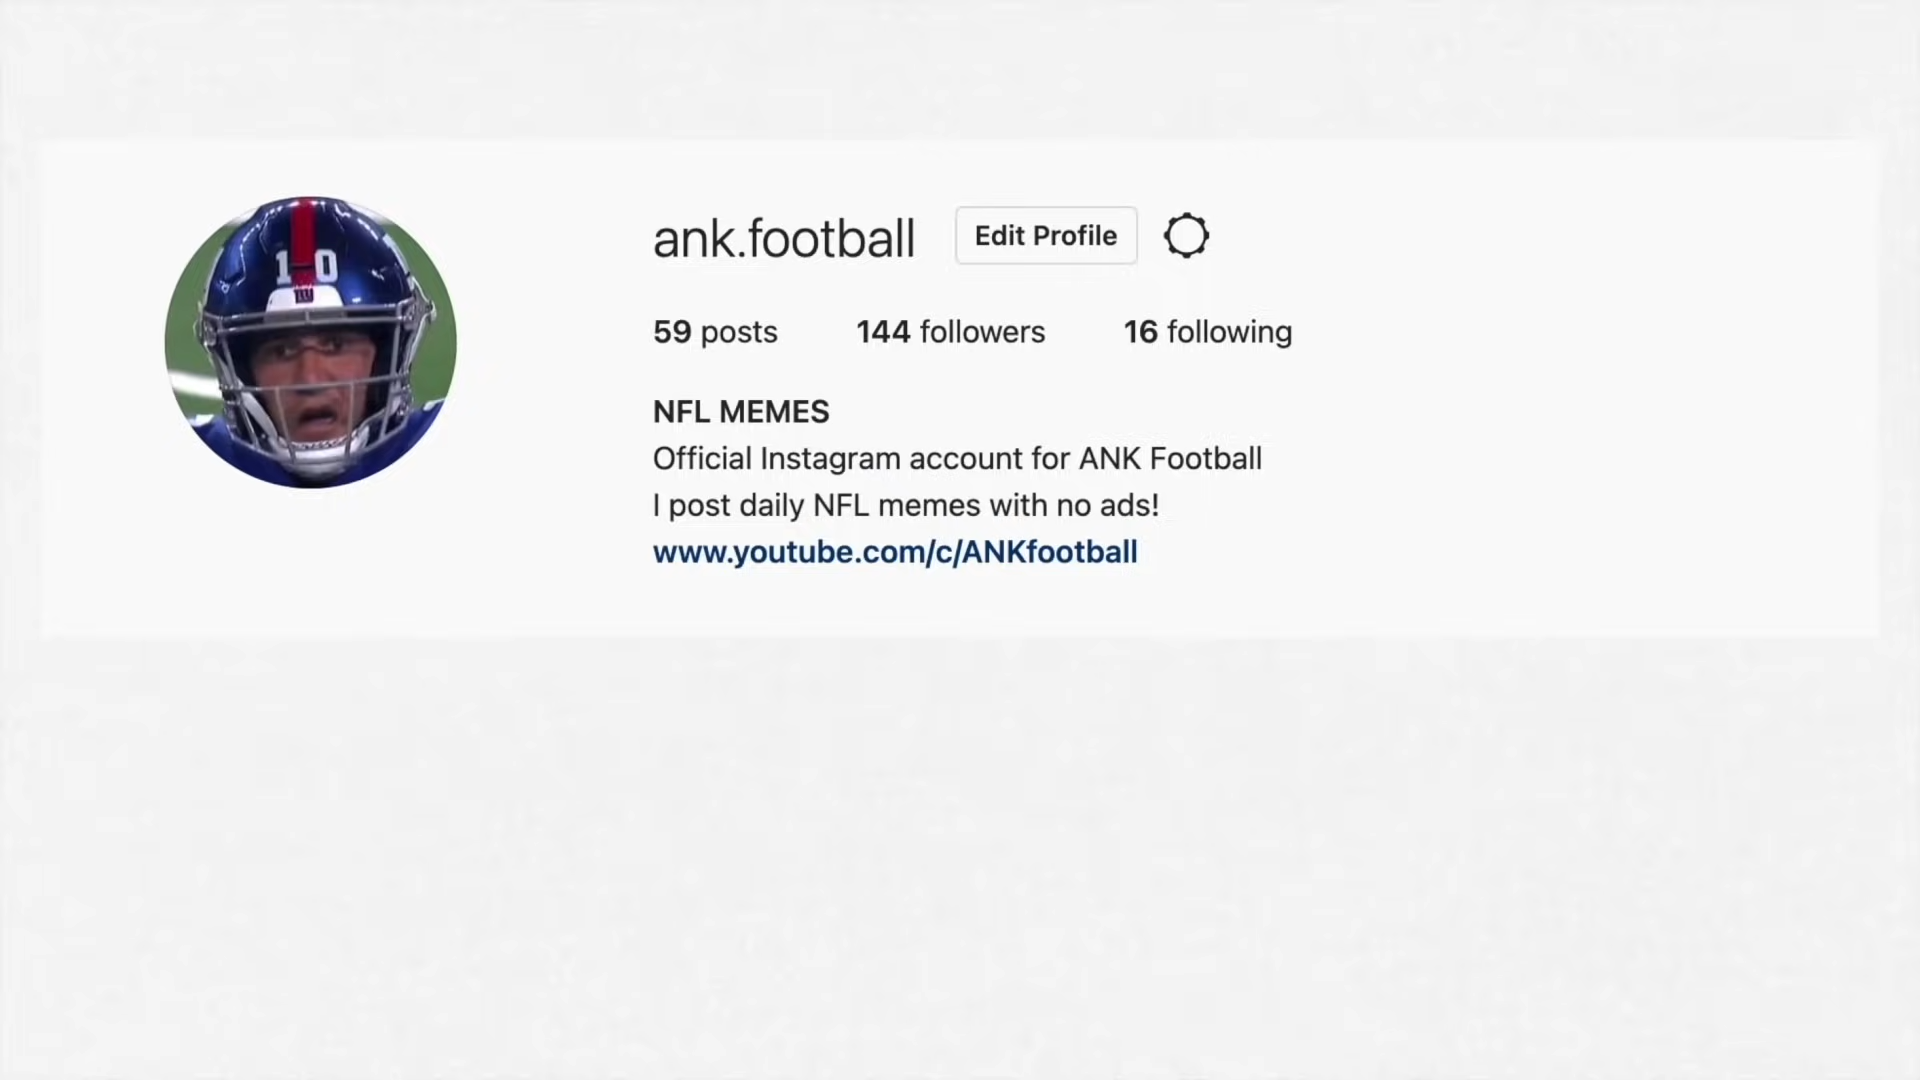 10
ank.football Edit Profile
59 posts 144 followers 16 following
NFL MEMES
Official Instagram account for ANK Football
I post daily NFL memes with no ads!
www.youtube.com/c/ANKfootball